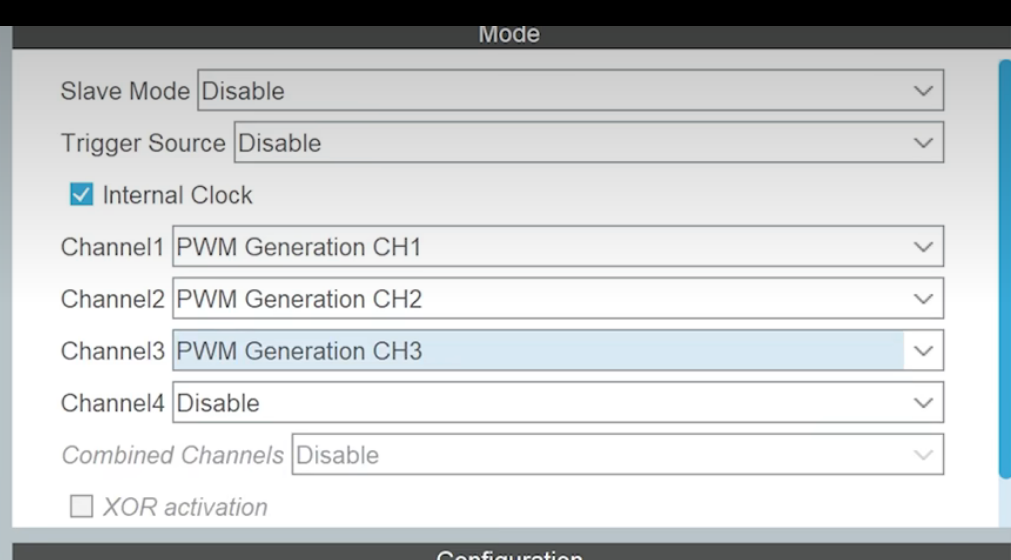 Mode
Slave Mode Disable
Trigger Source Disable
Internal Clock
Channel1 PWM Generation CH1
Channel2 PWM Generation CH2
Channel3 PWM Generation CH3
Channel4 Disable
Combined Channels Disable
XOR activation
Configuration